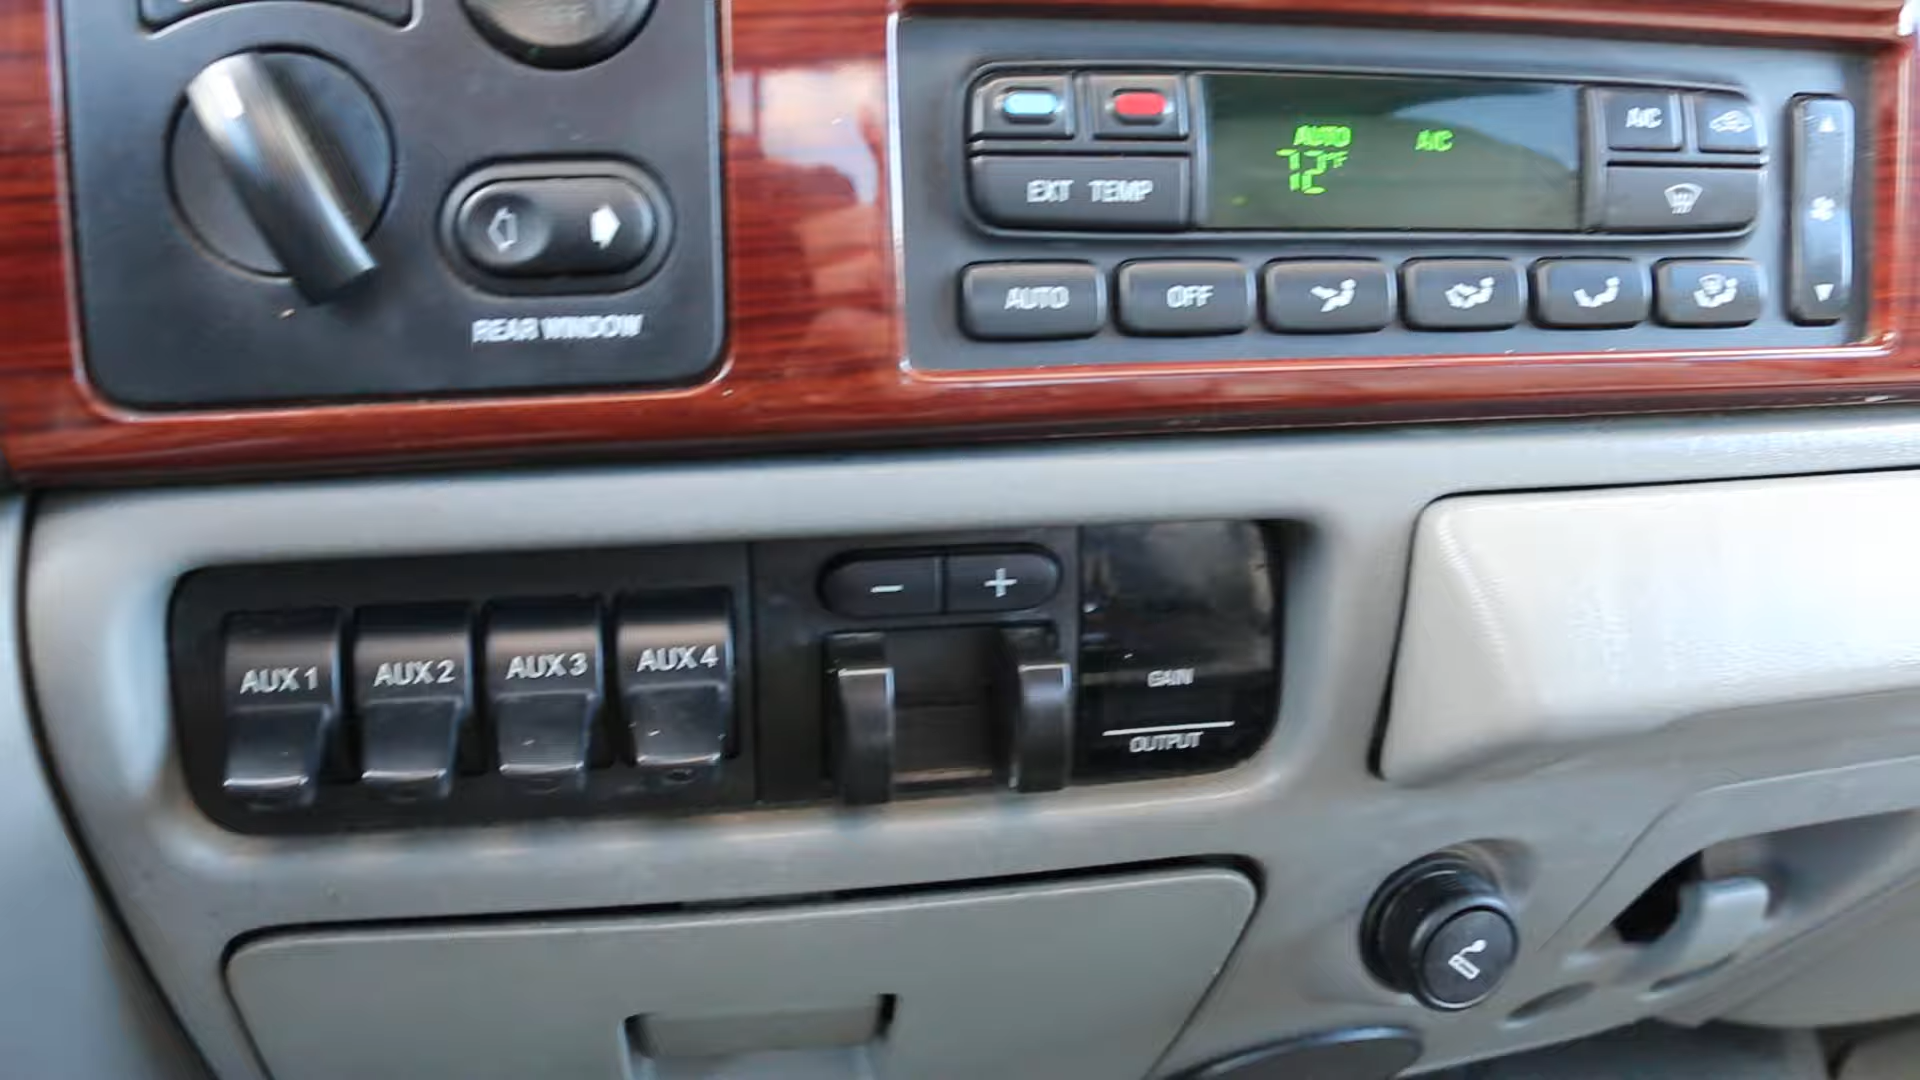 AUTO A/C
72°F
A/C
EXT TEMP
AUTO OFF
REAR WINDOW
AUX 1 AUX 2 AUX 3 AUX 4
- +
GAIN
OUTPUT